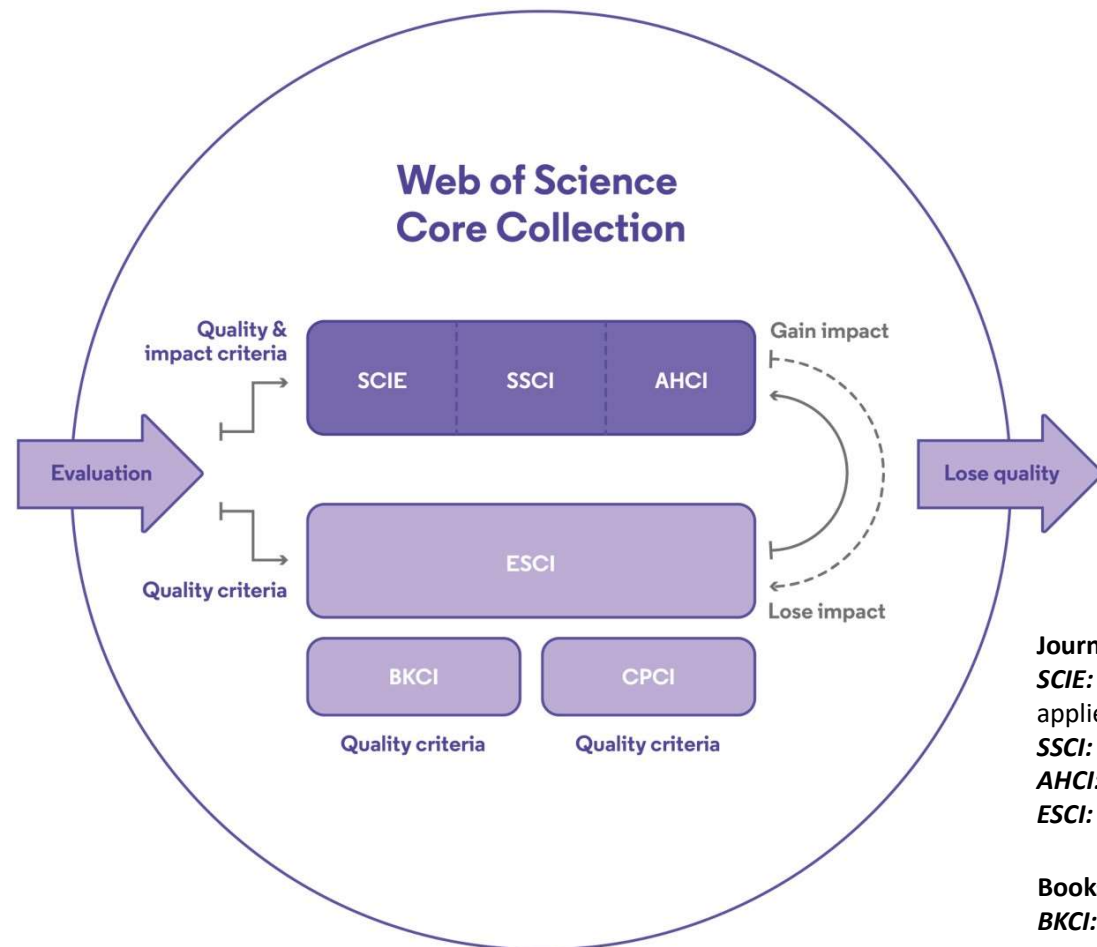 Web of Science
Core Collection
Quality &
impact criteria
SCIE
SSCI
AHCI
Gain impact
Evaluation
Lose quality
ESCI
Quality criteria
Lose impact
BKCI
CPCI
Quality criteria
Quality criteria
SCIE:
SSCI:
AHCI:
ESCI:
Book
BKCI: